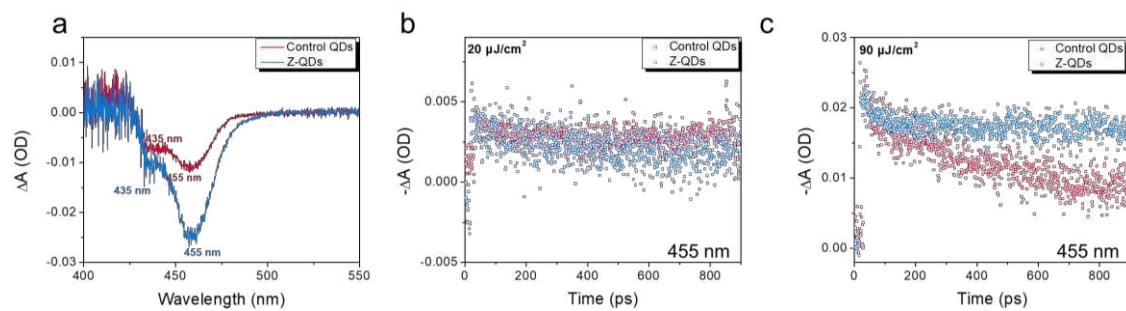 a
ΔA (OD)
0.01
0.00
-0.01
-0.02
-0.03
Control QDs
Z-QDs
435 nm
455 nm
435 nm
455 nm
400
450
500
550
Wavelength (nm)
b
20 µJ/cm²
Control QDs
Z-QDs
-ΔA (OD)
0.005
0.000
-0.005
455 nm
0
200
400
600
800
Time (ps)
c
90 µJ/cm²
Control QDs
Z-QDs
-ΔA (OD)
0.03
0.02
0.01
0.00
455 nm
0
200
400
600
800
Time (ps)